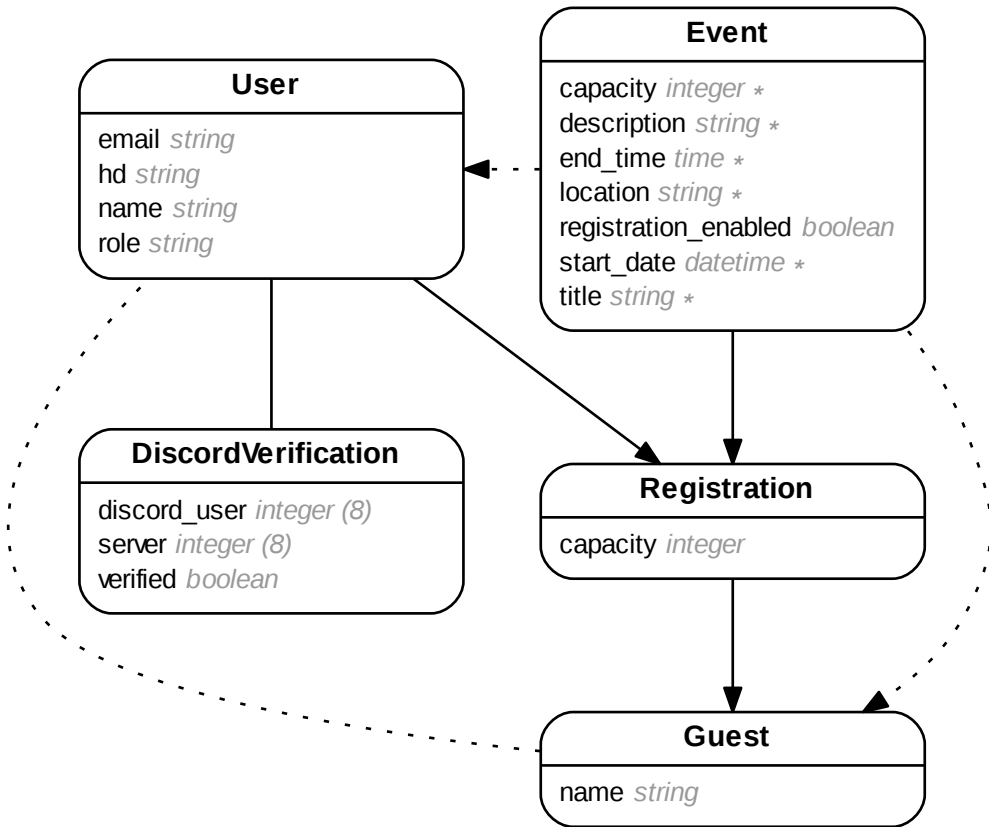 User
email string
hd string
name string
role string
Event
capacity integer *
description string *
end_time time *
location string *
registration_enabled boolean
start_date datetime *
title string *
DiscordVerification
discord_user integer (8)
server integer (8)
verified boolean
Registration
capacity integer
Guest
name string